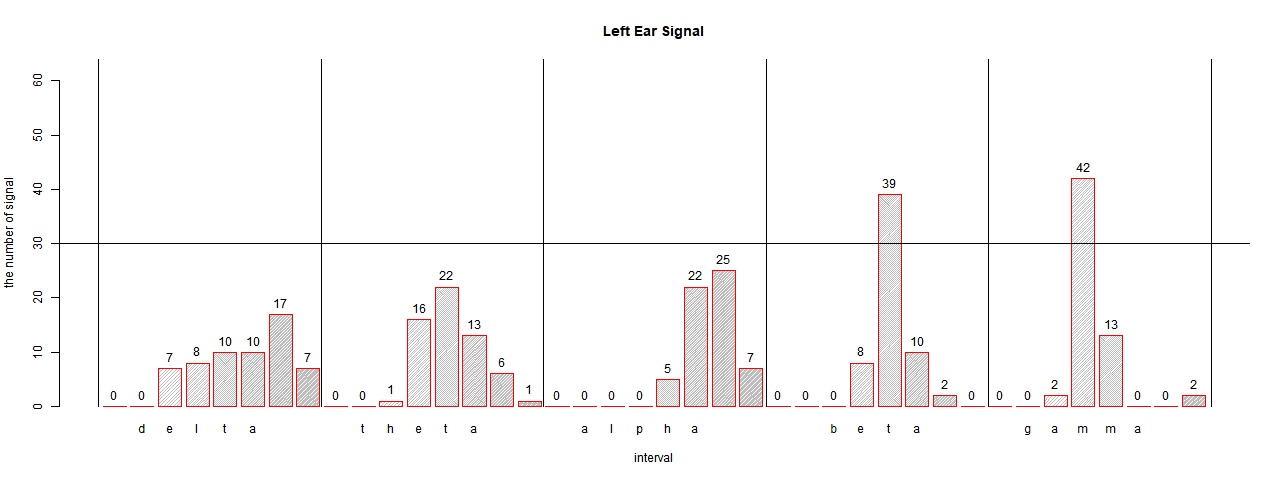 Left Ear Signal
the number of signal
60
50
40
30
20
10
0
0 0 7 8 10 10 17 7
0 0 1 16 22 13 6 1
0 0 0 0 5 22 25 7
0 0 0 8 39 10 2 0
0 0 2 42 13 0 0 2
d e l t a t h e t a a l p h a b e t a g a m m a
interval